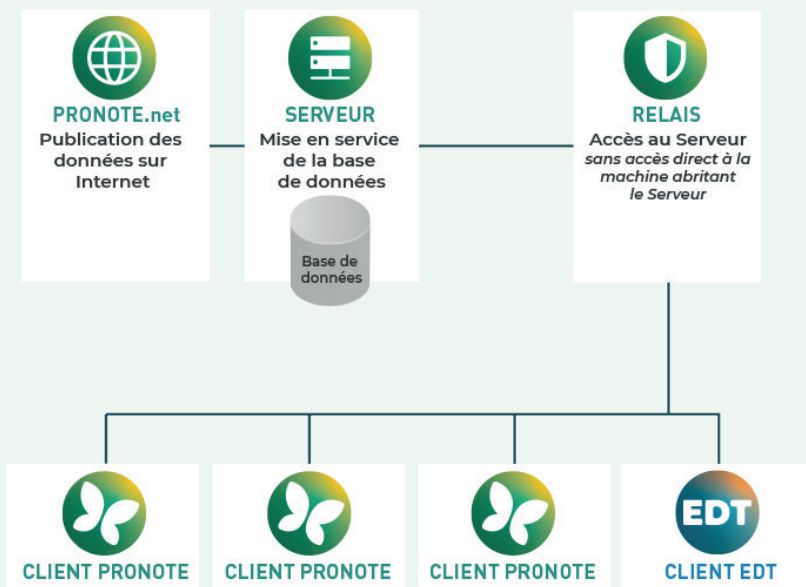 PRONOTE.net
Publication des
données sur
Internet
SERVEUR
Mise en service
de la base
de données
Base de
données
RELAIS
Accès au Serveur
sans accès direct à la
machine abritant
le Serveur
CLIENT PRONOTE
CLIENT PRONOTE
CLIENT PRONOTE
EDT
CLIENT EDT